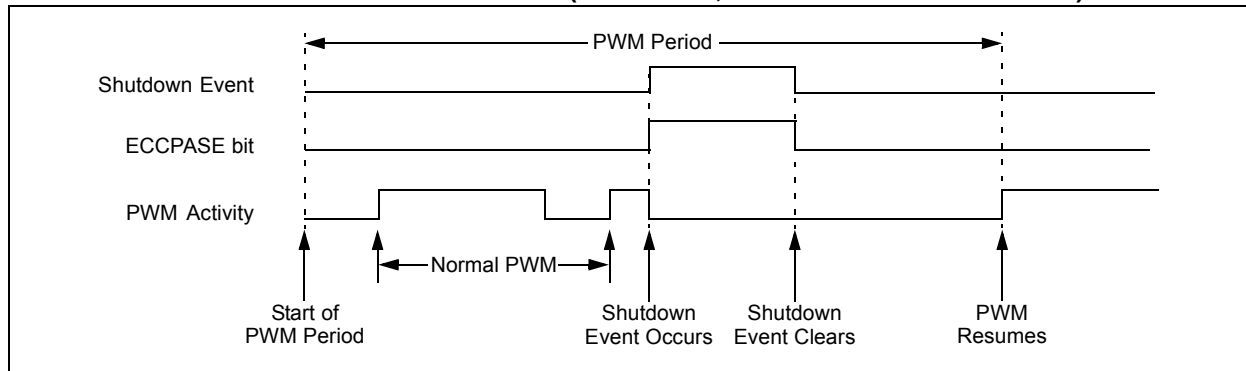 PWM Period
Shutdown Event
ECCPASE bit
PWM Activity
Normal PWM
Start of
PWM Period
Shutdown
Event Occurs
Shutdown
Event Clears
PWM
Resumes